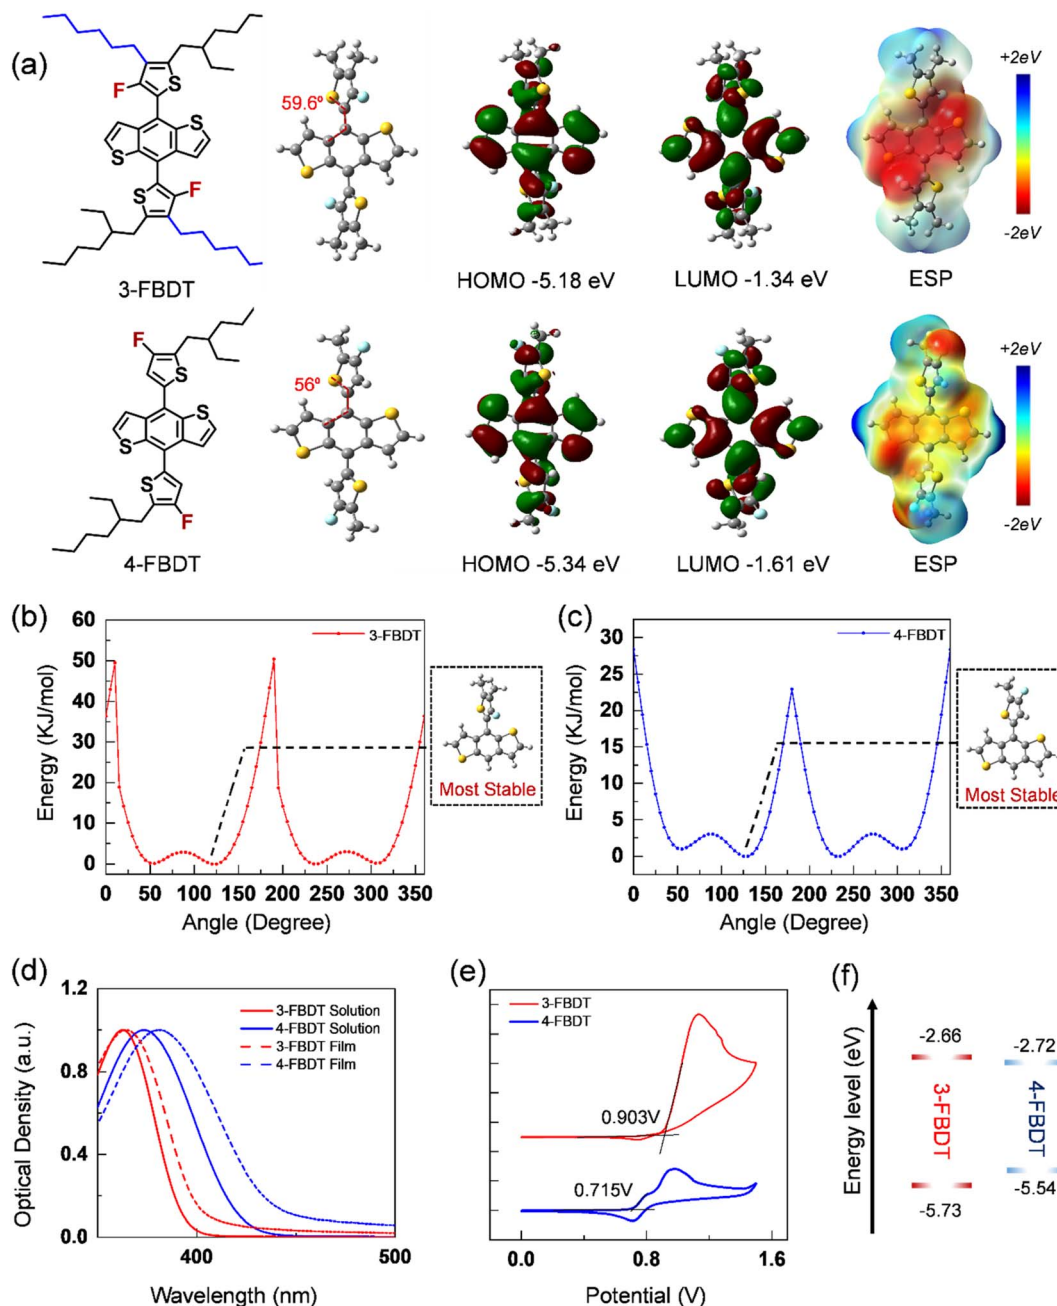 (a)
F
S
S
S
S
F
3-FBDT
59.6°
HOMO -5.18 eV
LUMO -1.34 eV
ESP
+2eV
-2eV
F
S
S
S
S
F
4-FBDT
56°
HOMO -5.34 eV
LUMO -1.61 eV
ESP
+2eV
-2eV
(b)
3-FBDT
60
50
40
30
20
10
0
Energy (KJ/mol)
0 50 100 150 200 250 300 350
Angle (Degree)
Most Stable
(c)
4-FBDT
30
25
20
15
10
5
0
Energy (KJ/mol)
0 50 100 150 200 250 300 350
Angle (Degree)
Most Stable
(d)
3-FBDT Solution
4-FBDT Solution
3-FBDT Film
4-FBDT Film
1.2
0.8
0.4
0.0
Optical Density (a.u.)
400 500
Wavelength (nm)
(e)
3-FBDT
4-FBDT
0.903V
0.715V
0.0 0.8 1.6
Potential (V)
(f)
Energy level (eV)
-2.66
3-FBDT
-5.73
-2.72
4-FBDT
-5.54